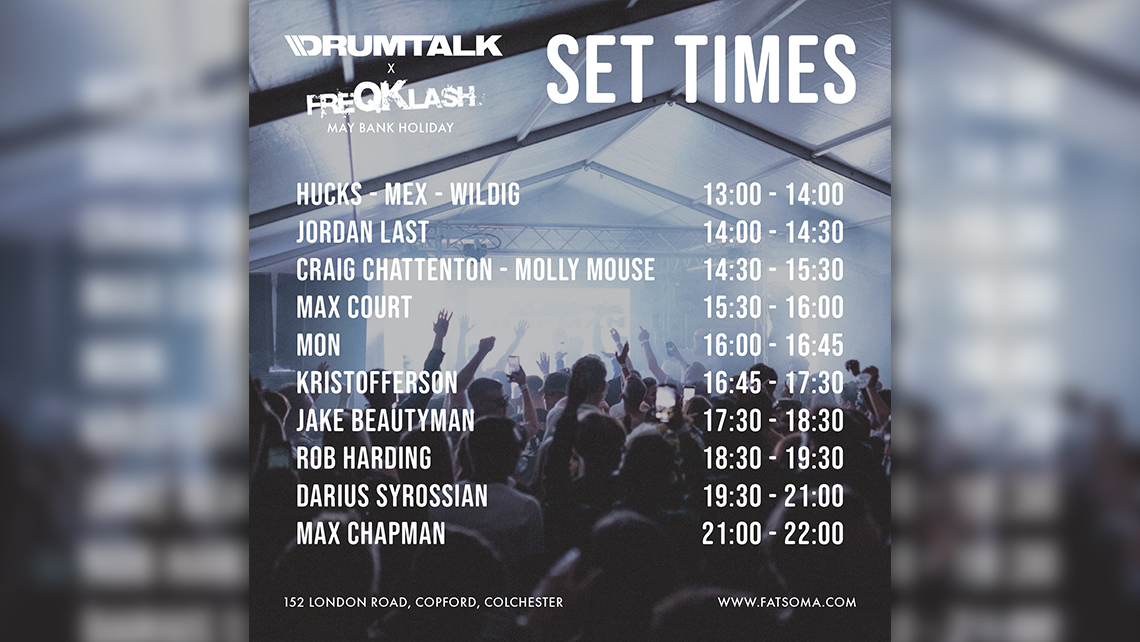 DRUMTALK
X
FREQKLASH
MAY BANK HOLIDAY
SET TIMES
HUCKS - MEX - WILDIG 13:00 - 14:00
JORDAN LAST 14:00 - 14:30
CRAIG CHATTENTON - MOLLY MOUSE 14:30 - 15:30
MAX COURT 15:30 - 16:00
MON 16:00 - 16:45
KRISTOFFERSON 16:45 - 17:30
JAKE BEAUTYMAN 17:30 - 18:30
ROB HARDING 18:30 - 19:30
DARIUS SYROSSIAN 19:30 - 21:00
MAX CHAPMAN 21:00 - 22:00
152 LONDON ROAD, COPFORD, COLCHESTER WWW.FATSOMA.COM